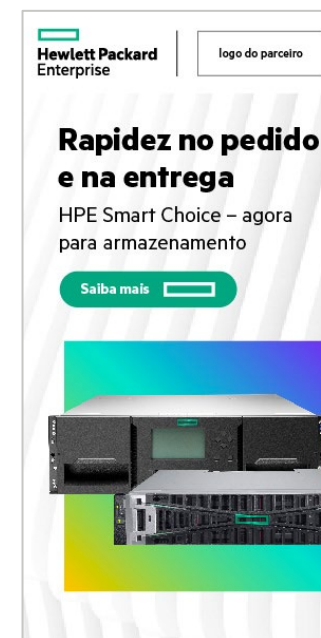 Hewlett Packard
Enterprise
logo do parceiro
Rapidez no pedido
e na entrega
HPE Smart Choice – agora
para armazenamento
Saiba mais